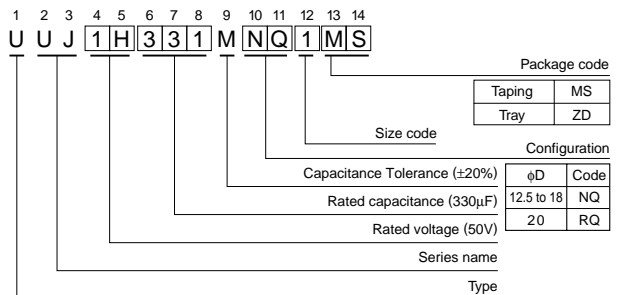 1 2 3 4 5 6 7 8 9 10 11 12 13 14
U U J 1 H 3 3 1 M N Q 1 M S
Package code
Taping MS
Tray ZD
Size code
Configuration
Capacitance Tolerance (±20%)
ϕD Code
Rated capacitance (330μF)
12.5 to 18 NQ
Rated voltage (50V)
20 RQ
Series name
Type